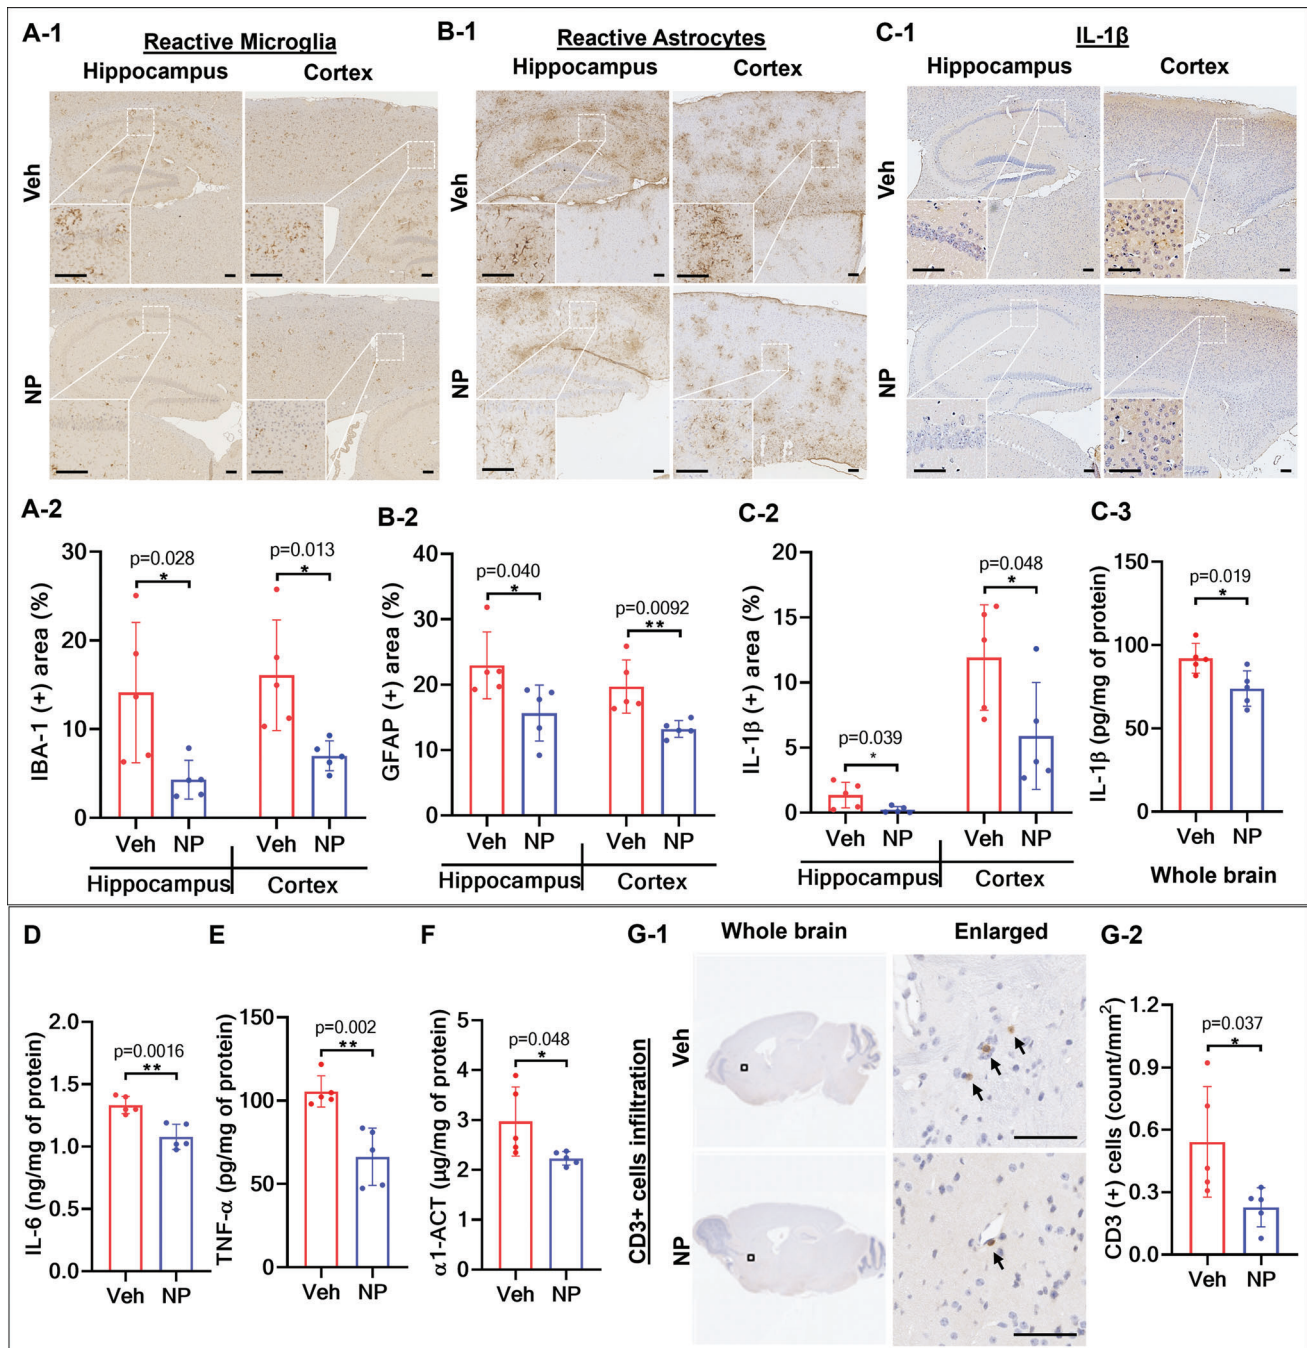 A-1
Reactive Microglia
Hippocampus Cortex
B-1
Reactive Astrocytes
Hippocampus Cortex
C-1
IL-1β
Hippocampus Cortex
Veh
NP
Veh
NP
Veh
NP
A-2
IBA-1 (+) area (%)
30
20
10
0
p=0.028
*
p=0.013
*
Veh NP Veh NP
Hippocampus Cortex
B-2
GFAP (+) area (%)
40
30
20
10
0
p=0.040
*
p=0.0092
**
Veh NP Veh NP
Hippocampus Cortex
C-2
IL-1β (+) area (%)
20
15
10
5
0
p=0.039
*
p=0.048
*
Veh NP Veh NP
Hippocampus Cortex
C-3
IL-1β (pg/mg of protein)
150
100
50
0
p=0.019
*
Veh NP
Whole brain
D
IL-6 (ng/mg of protein)
2.0
1.5
1.0
0.5
0.0
p=0.0016
**
Veh NP
E
TNF-α (pg/mg of protein)
150
100
50
0
p=0.002
**
Veh NP
F
α1-ACT (µg/mg of protein)
5
4
3
2
1
0
p=0.048
*
Veh NP
G-1
Whole brain Enlarged
CD3+ cells infiltration
Veh
NP
G-2
CD3 (+) cells (count/mm²)
1.2
0.9
0.6
0.3
0.0
p=0.037
*
Veh NP